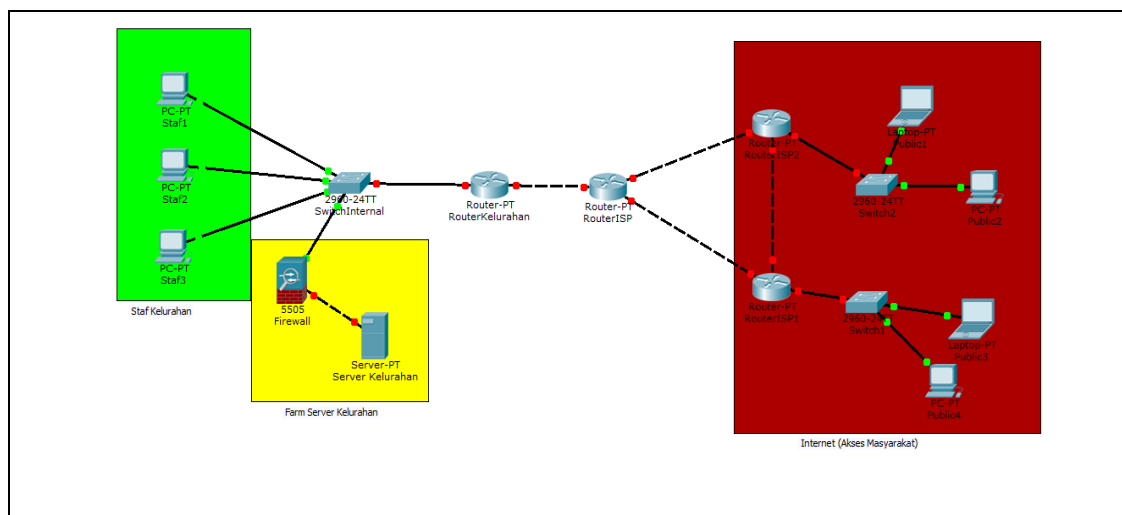 PC-PT
Staf1
PC-PT
Staf2
PC-PT
Staf3
Staf Kelurahan
2960-24TT
SwitchInternal
5505
Firewall
Server-PT
Server Kelurahan
Farm Server Kelurahan
Router-PT
RouterKelurahan
Router-PT
RouterISP
Router-PT
RouterISP2
Laptop-PT
Public1
2960-24TT
Switch2
PC-PT
Public2
Router-PT
RouterISP1
2960-24TT
Switch1
Laptop-PT
Public3
PC-PT
Public4
Internet (Akses Masyarakat)